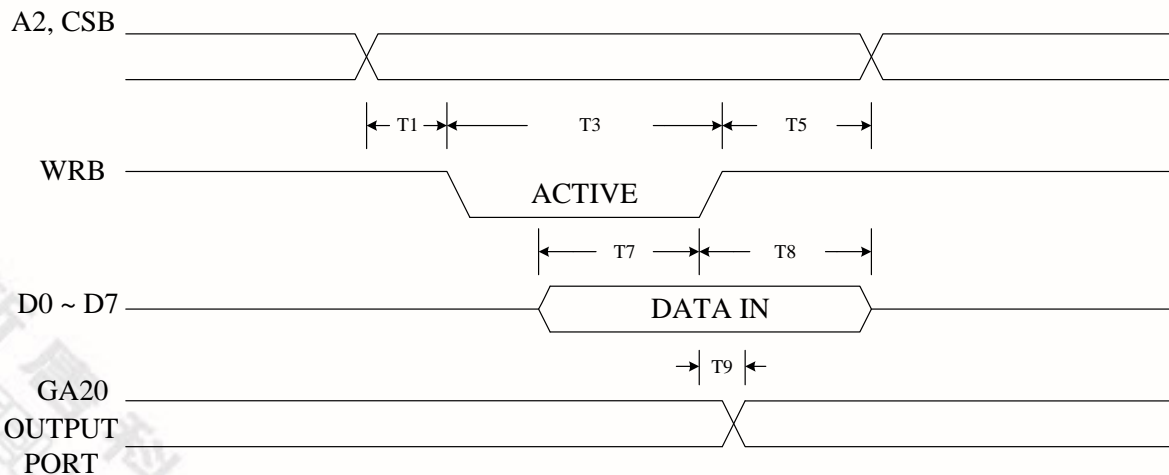 A2, CSB
T1
T3
T5
WRB
ACTIVE
T7
T8
D0 ~ D7
DATA IN
T9
GA20
OUTPUT
PORT